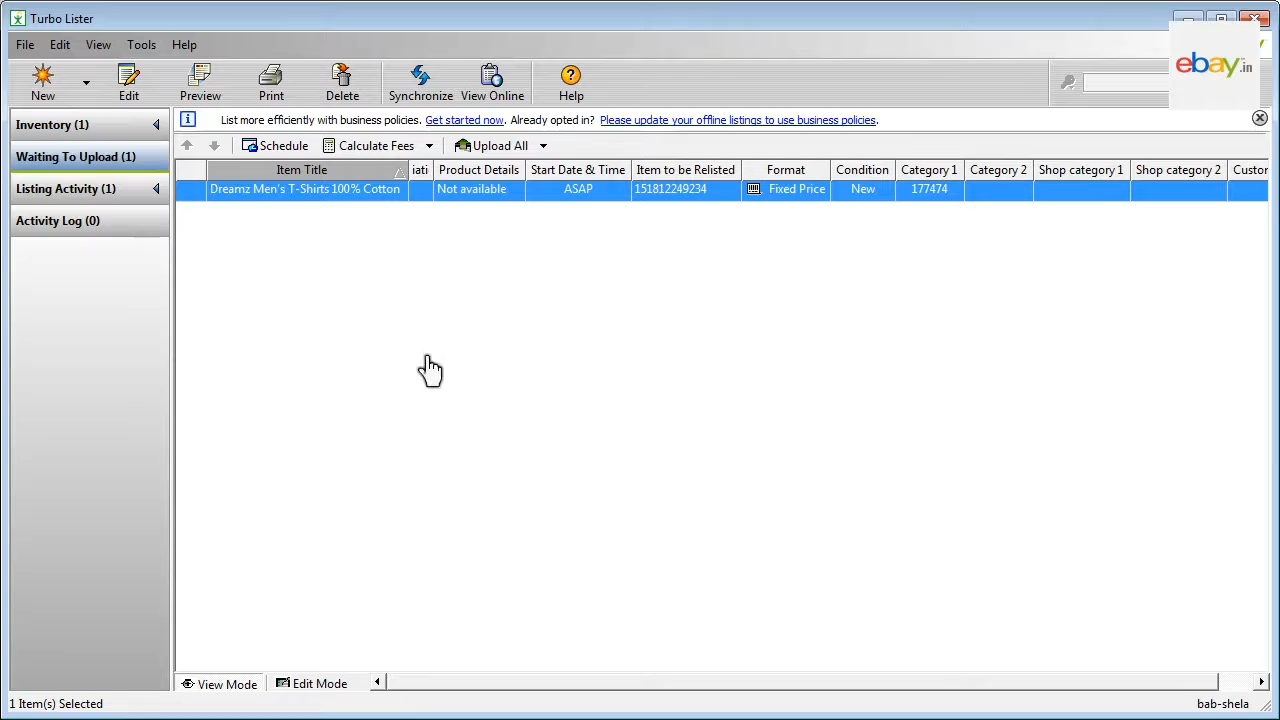 Turbo Lister
File Edit View Tools Help
ebay.in
New Edit Preview Print Delete Synchronize View Online Help
Inventory (1)
Waiting To Upload (1)
Listing Activity (1)
Activity Log (0)
List more efficiently with business policies. Get started now. Already opted in? Please update your offline listings to use business policies.
Schedule Calculate Fees Upload All
Item Title iati Product Details Start Date & Time Item to be Relisted Format Condition Category 1 Category 2 Shop category 1 Shop category 2 Custor
Dreamz Men's T-Shirts 100% Cotton Not available ASAP 151812249234 Fixed Price New 177474
View Mode Edit Mode
1 Item(s) Selected bab-shela